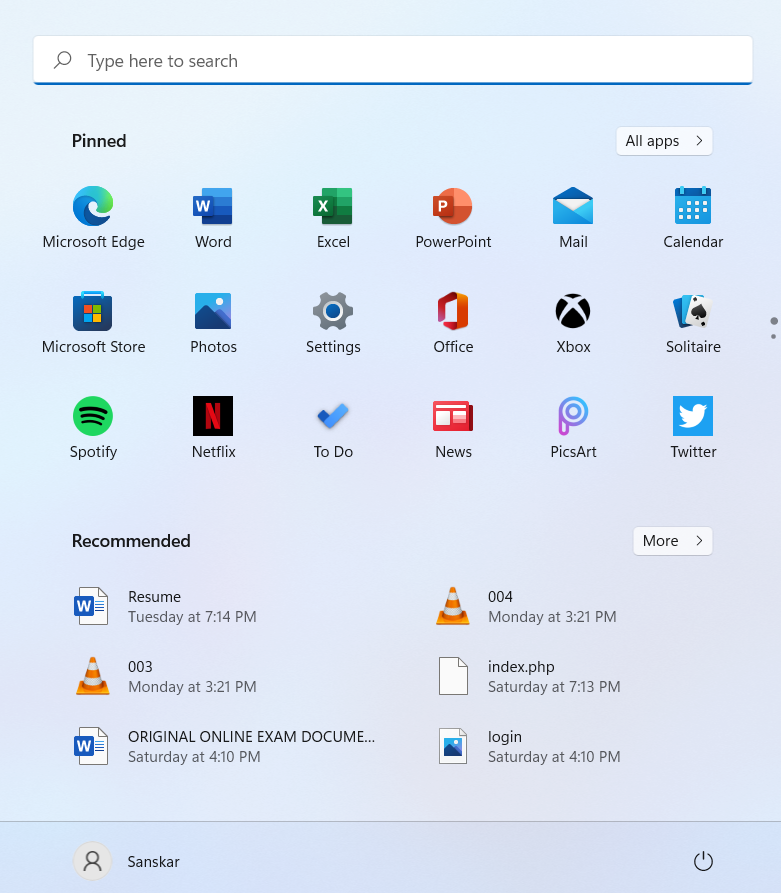 Type here to search
Pinned
All apps
Microsoft Edge
Word
Excel
PowerPoint
Mail
Calendar
Microsoft Store
Photos
Settings
Office
Xbox
Solitaire
Spotify
Netflix
To Do
News
PicsArt
Twitter
Recommended
More
Resume
Tuesday at 7:14 PM
004
Monday at 3:21 PM
003
Monday at 3:21 PM
index.php
Saturday at 7:13 PM
ORIGINAL ONLINE EXAM DOCUME...
Saturday at 4:10 PM
login
Saturday at 4:10 PM
Sanskar